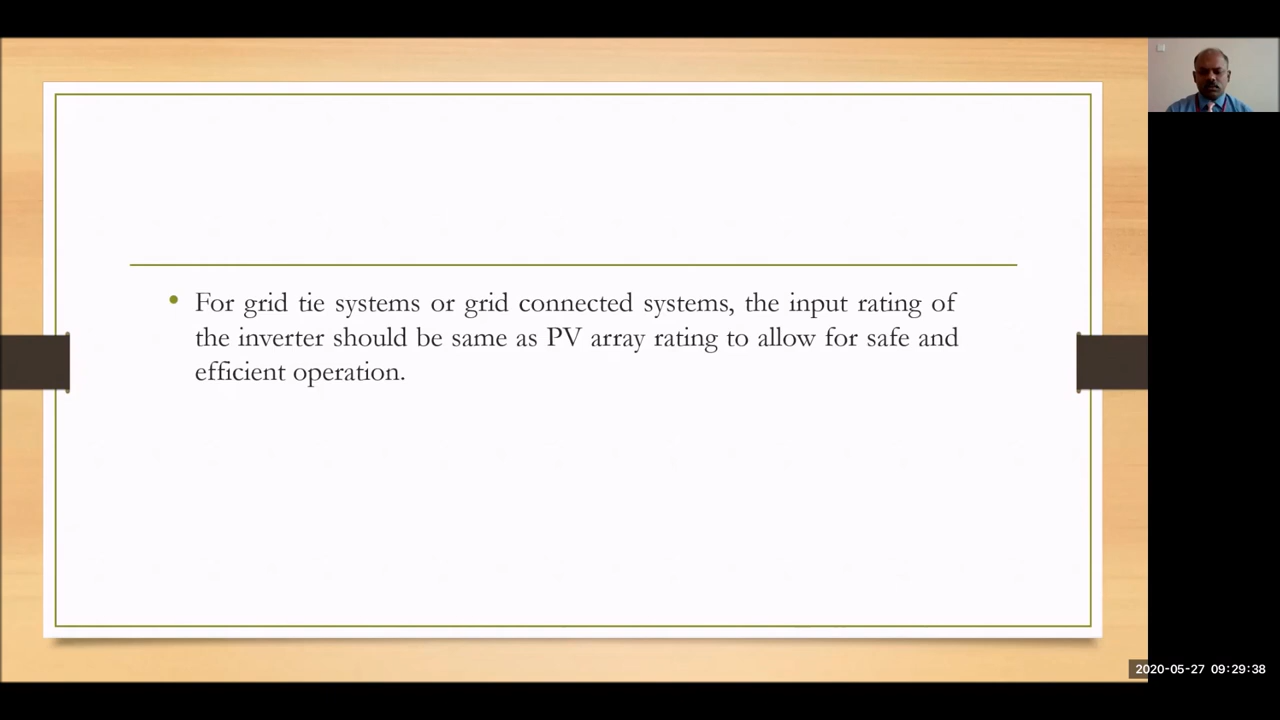 • For grid tie systems or grid connected systems, the input rating of
the inverter should be same as PV array rating to allow for safe and
efficient operation.
2020-05-27 09:29:38